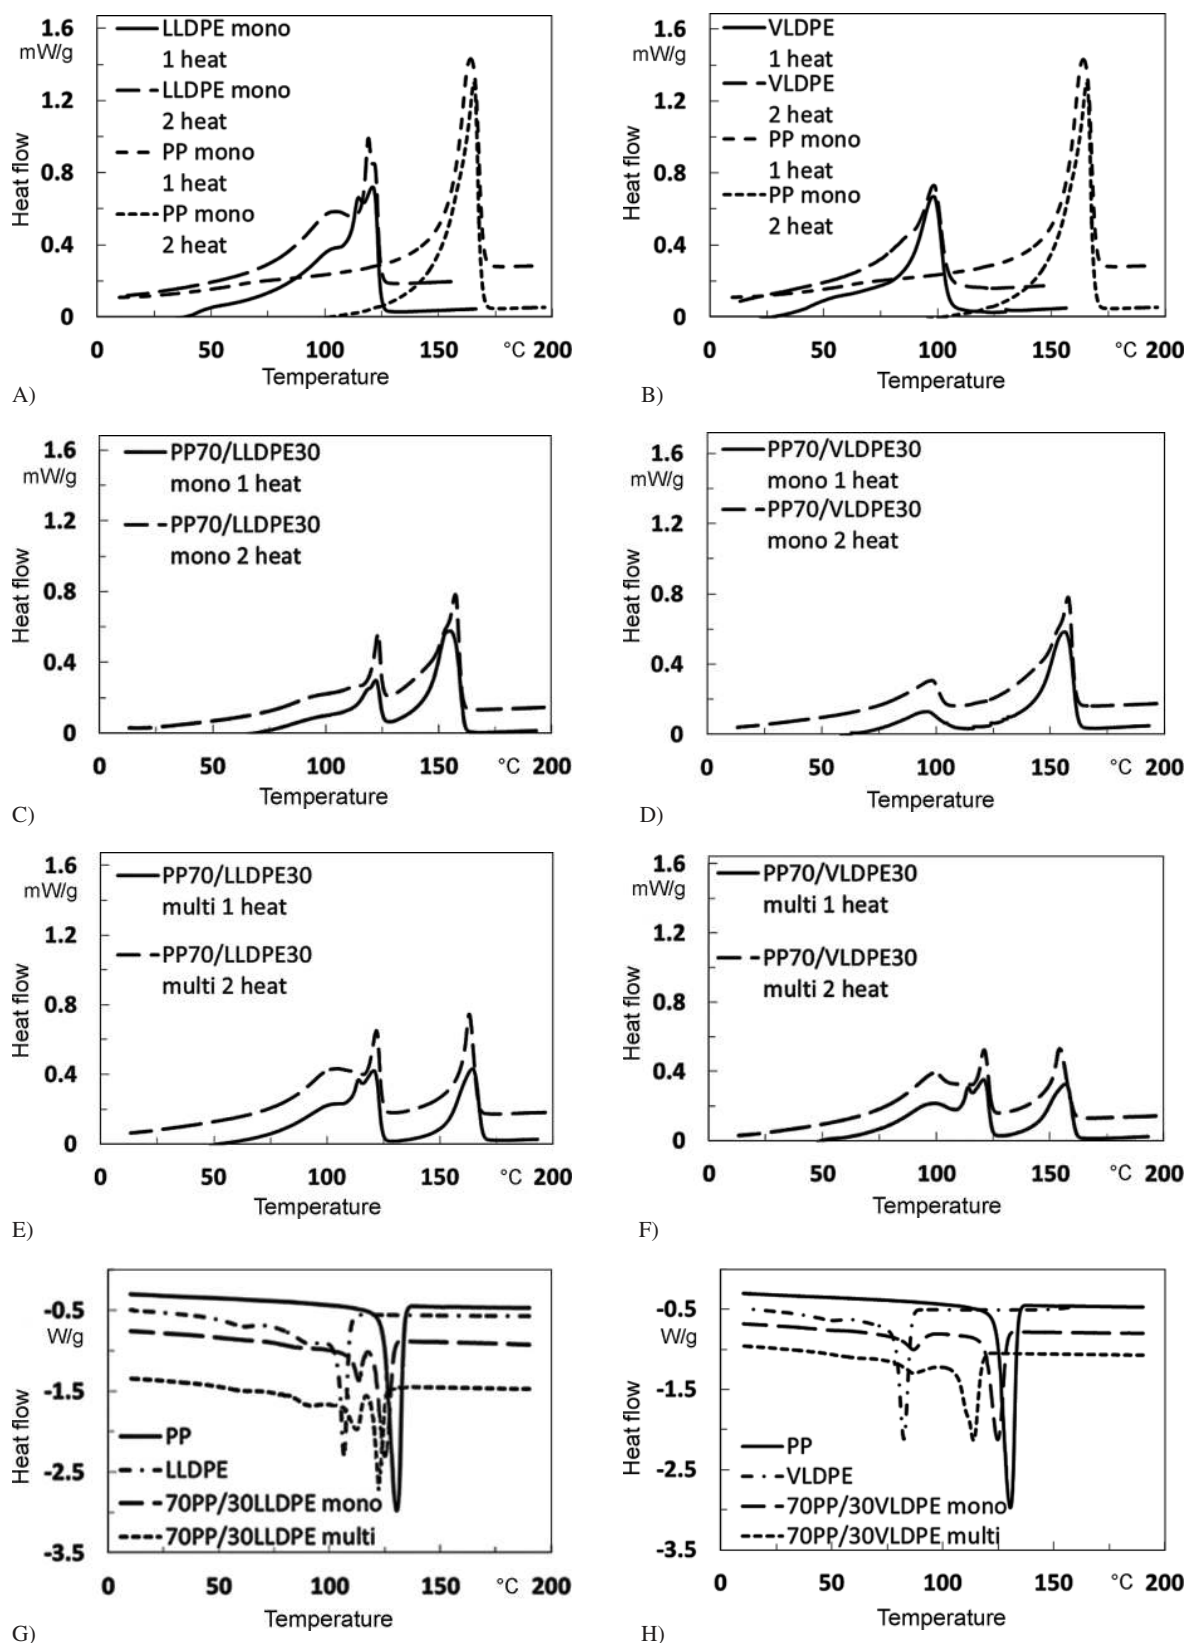 1.6
mW/g
1.2
0.8
0.4
0
Heat flow
LLDPE mono
1 heat
LLDPE mono
2 heat
PP mono
1 heat
PP mono
2 heat
0 50 100 150 °C 200
Temperature
A)
1.6
mW/g
1.2
0.8
0.4
0
Heat flow
VLDPE
1 heat
VLDPE
2 heat
PP mono
1 heat
PP mono
2 heat
0 50 100 150 °C 200
Temperature
B)
1.6
mW/g
1.2
0.8
0.4
0
Heat flow
PP70/LLDPE30
mono 1 heat
PP70/LLDPE30
mono 2 heat
0 50 100 150 °C 200
Temperature
C)
1.6
mW/g
1.2
0.8
0.4
0
Heat flow
PP70/VLDPE30
mono 1 heat
PP70/VLDPE30
mono 2 heat
0 50 100 150 °C 200
Temperature
D)
1.6
mW/g
1.2
0.8
0.4
0
Heat flow
PP70/LLDPE30
multi 1 heat
PP70/LLDPE30
multi 2 heat
0 50 100 150 °C 200
Temperature
E)
1.6
mW/g
1.2
0.8
0.4
0
Heat flow
PP70/VLDPE30
multi 1 heat
PP70/VLDPE30
multi 2 heat
0 50 100 150 °C 200
Temperature
F)
-0.5
W/g
-1.5
-2.5
-3.5
Heat flow
PP
LLDPE
70PP/30LLDPE mono
70PP/30LLDPE multi
0 50 100 150 °C 200
Temperature
G)
-0.5
W/g
-1.5
-2.5
-3.5
Heat flow
PP
VLDPE
70PP/30VLDPE mono
70PP/30VLDPE multi
0 50 100 150 °C 200
Temperature
H)